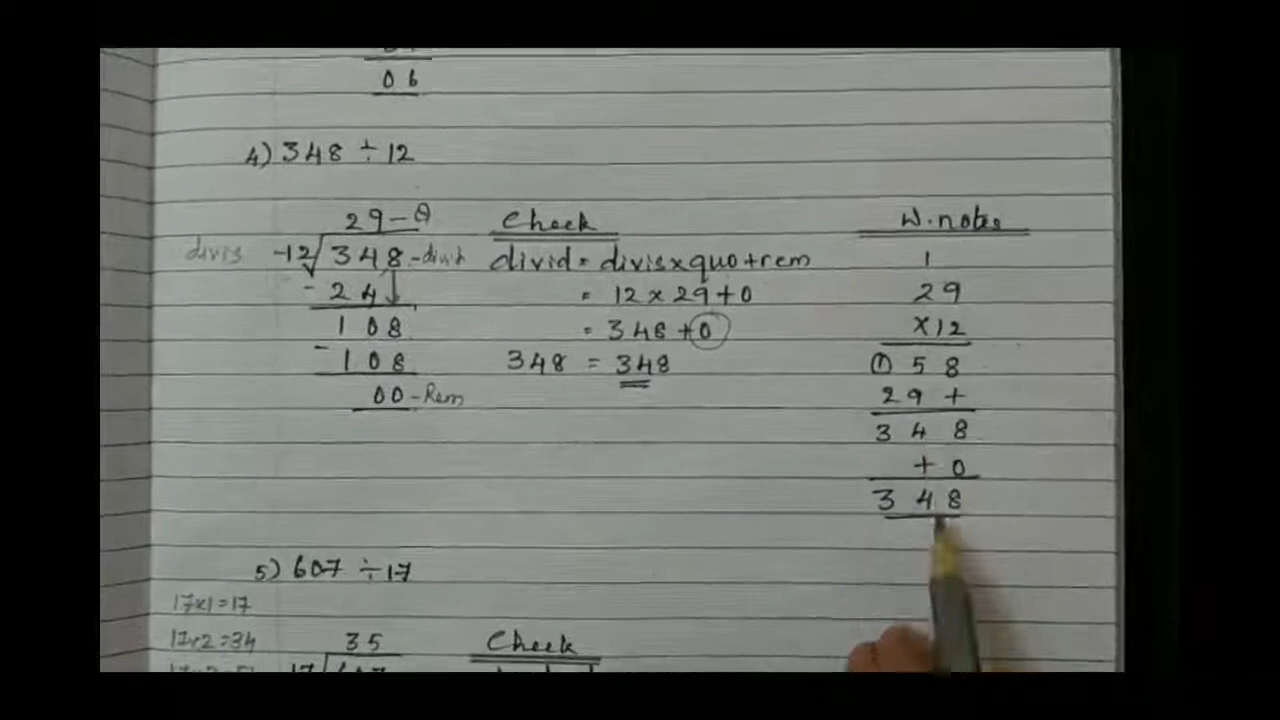 06
4) 348 ÷ 12
29 - Q
divis - 12 348 - divid
- 24
108
- 108
00 - Rem
Check
divid = divis x quo + rem
= 12 x 29 + 0
= 348 + 0
348 = 348
W.notes
1
29
x12
1 58
29 +
348
+ 0
348
5) 607 ÷ 17
17x1 = 17
17x2 = 34
35
Check